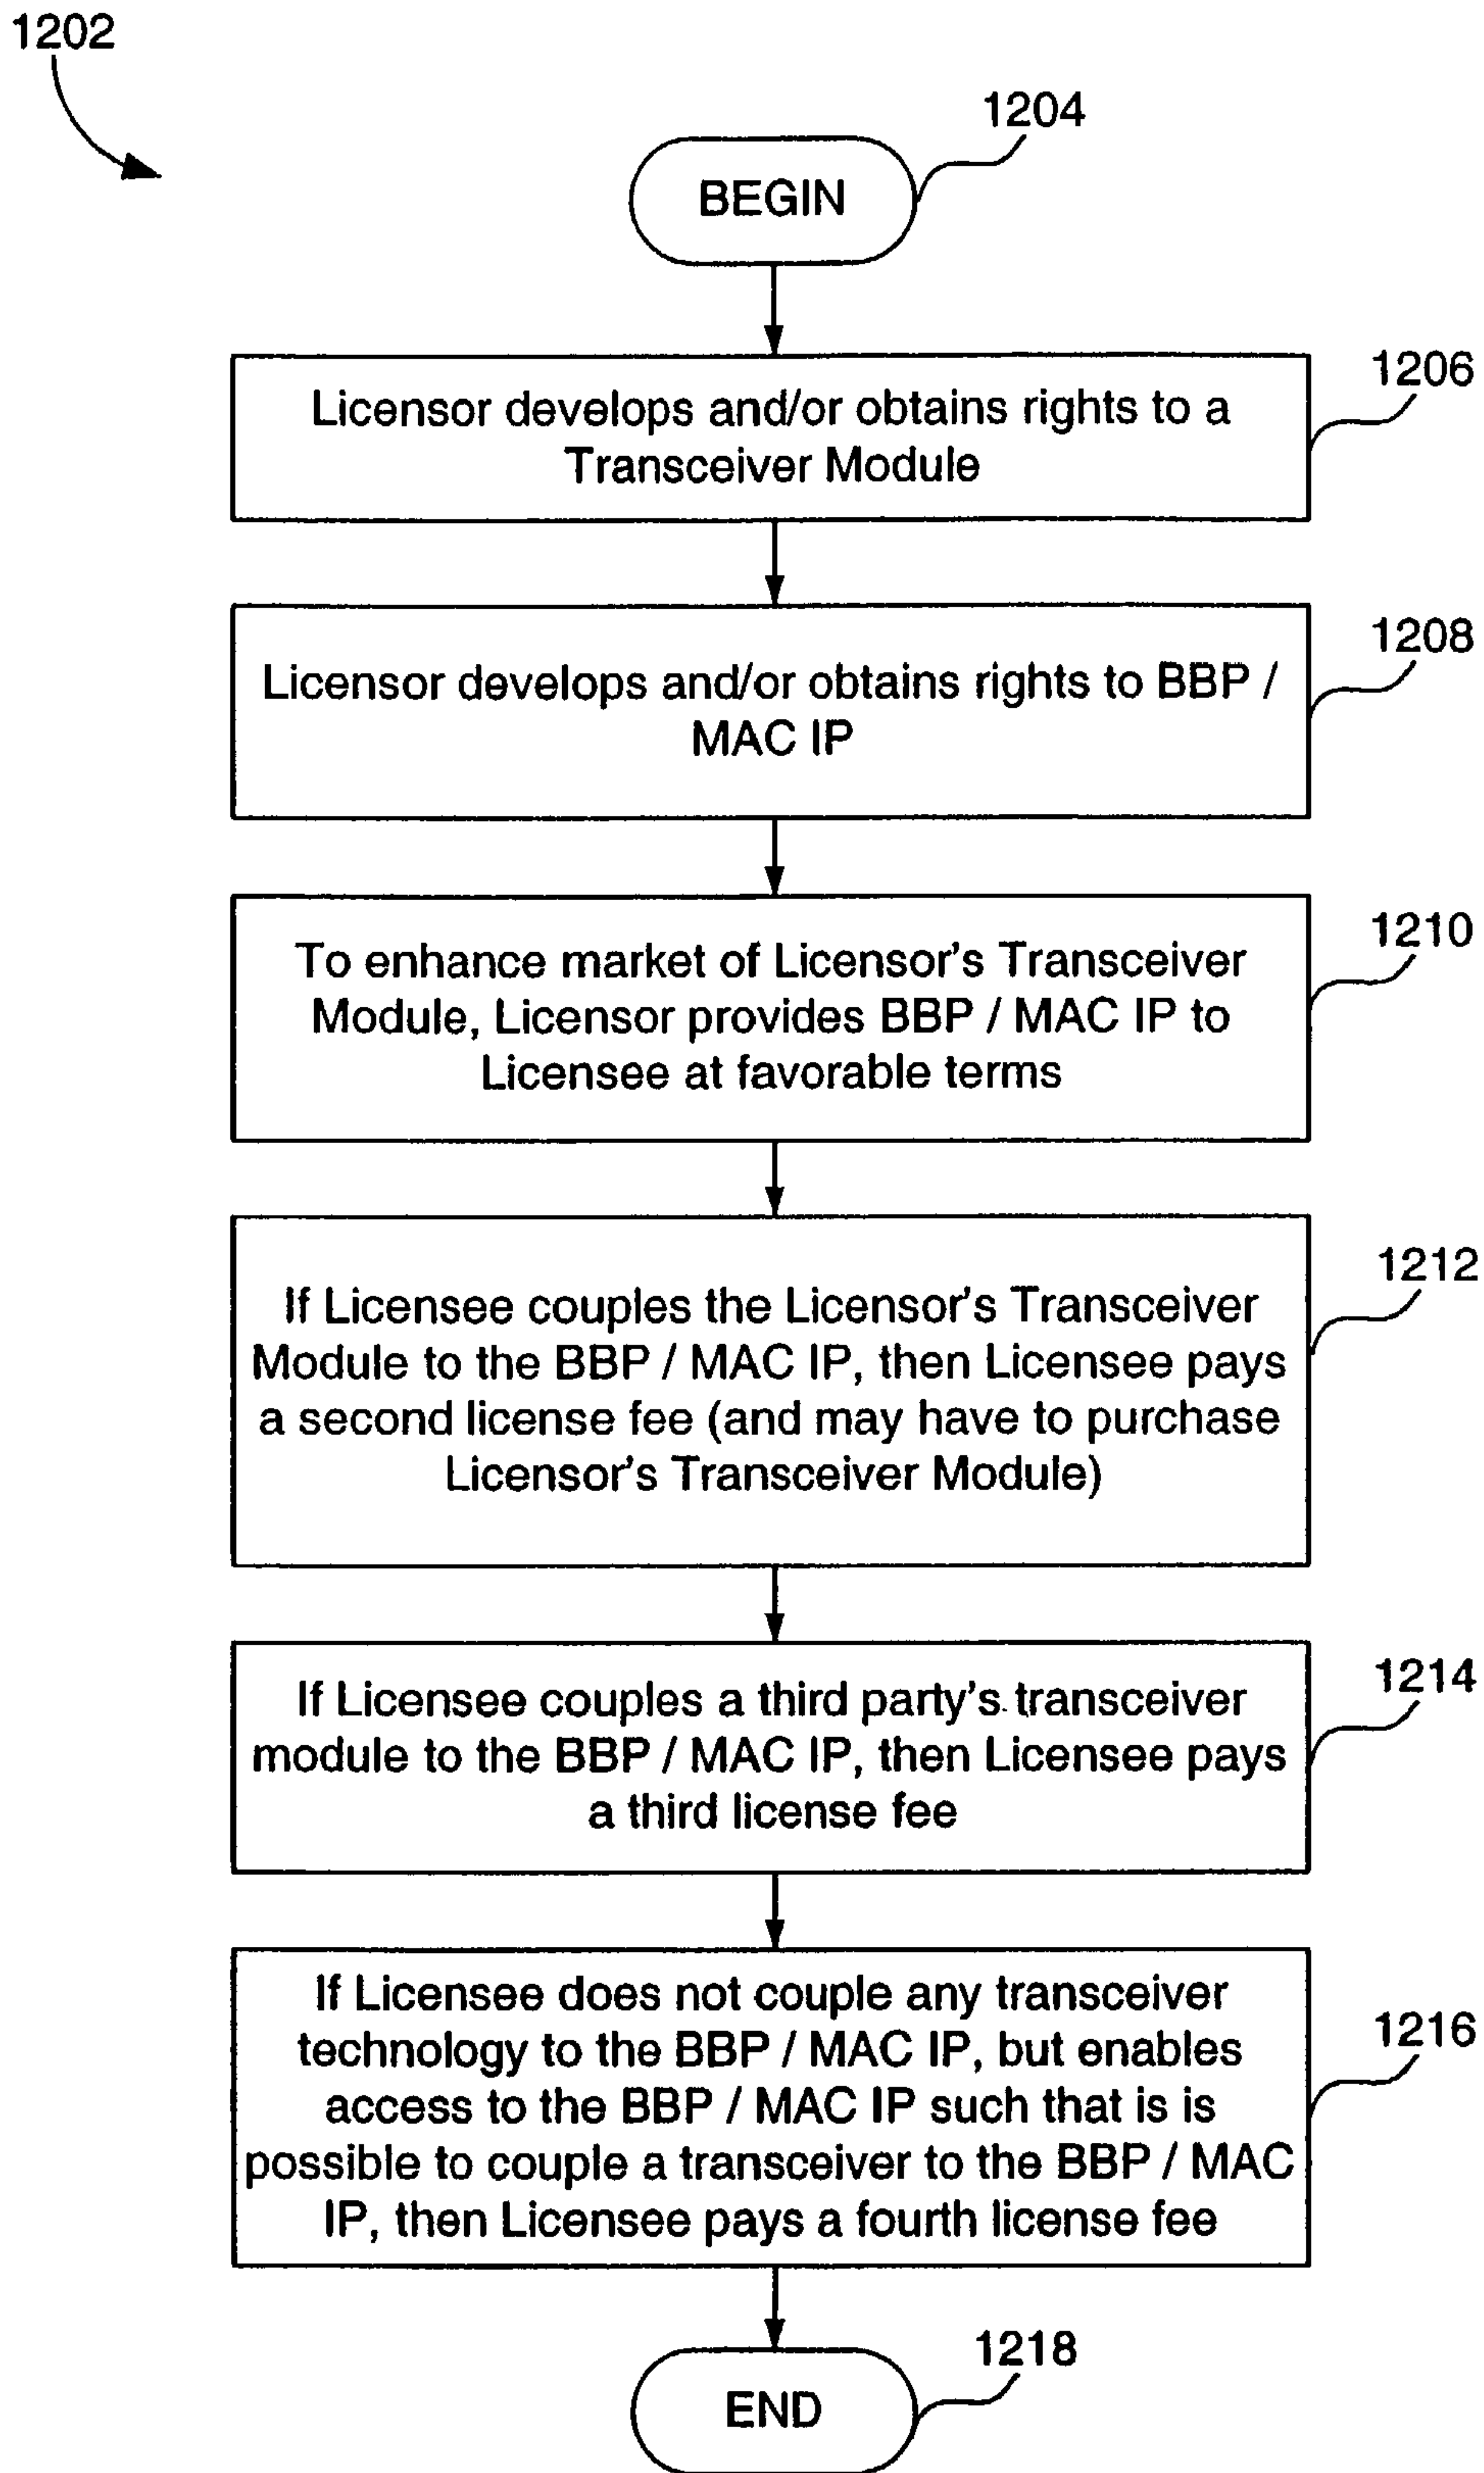 1202
1204
BEGIN
1206
Licensor develops and/or obtains rights to a
Transceiver Module
1208
Licensor develops and/or obtains rights to BBP /
MAC IP
1210
To enhance market of Licensor's Transceiver
Module, Licensor provides BBP / MAC IP to
Licensee at favorable terms
1212
If Licensee couples the Licensor's Transceiver
Module to the BBP / MAC IP, then Licensee pays
a second license fee (and may have to purchase
Licensor's Transceiver Module)
1214
If Licensee couples a third party's transceiver
module to the BBP / MAC IP, then Licensee pays
a third license fee
1216
If Licensee does not couple any transceiver
technology to the BBP / MAC IP, but enables
access to the BBP / MAC IP such that is is
possible to couple a transceiver to the BBP / MAC
IP, then Licensee pays a fourth license fee
1218
END